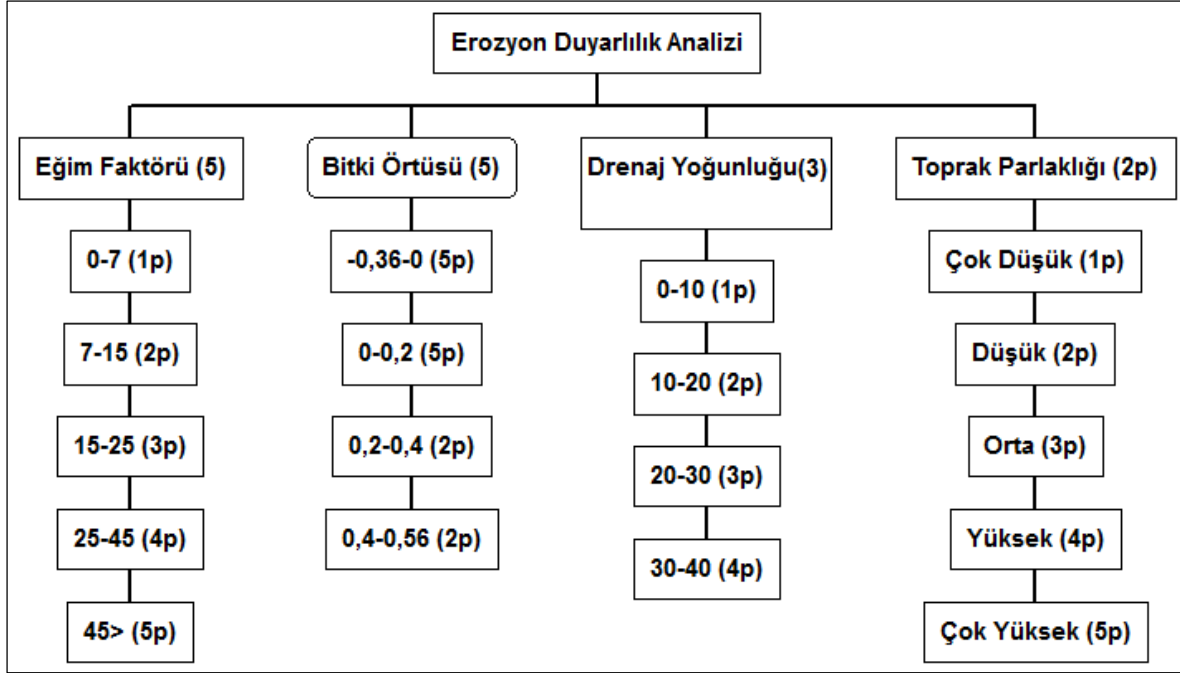 Erozyon Duyarlılık Analizi
Eğim Faktörü (5)
0-7 (1p)
7-15 (2p)
15-25 (3p)
25-45 (4p)
45> (5p)
Bitki Örtüsü (5)
-0,36-0 (5p)
0-0,2 (5p)
0,2-0,4 (2p)
0,4-0,56 (2p)
Drenaj Yoğunluğu(3)
0-10 (1p)
10-20 (2p)
20-30 (3p)
30-40 (4p)
Toprak Parlaklığı (2p)
Çok Düşük (1p)
Düşük (2p)
Orta (3p)
Yüksek (4p)
Çok Yüksek (5p)